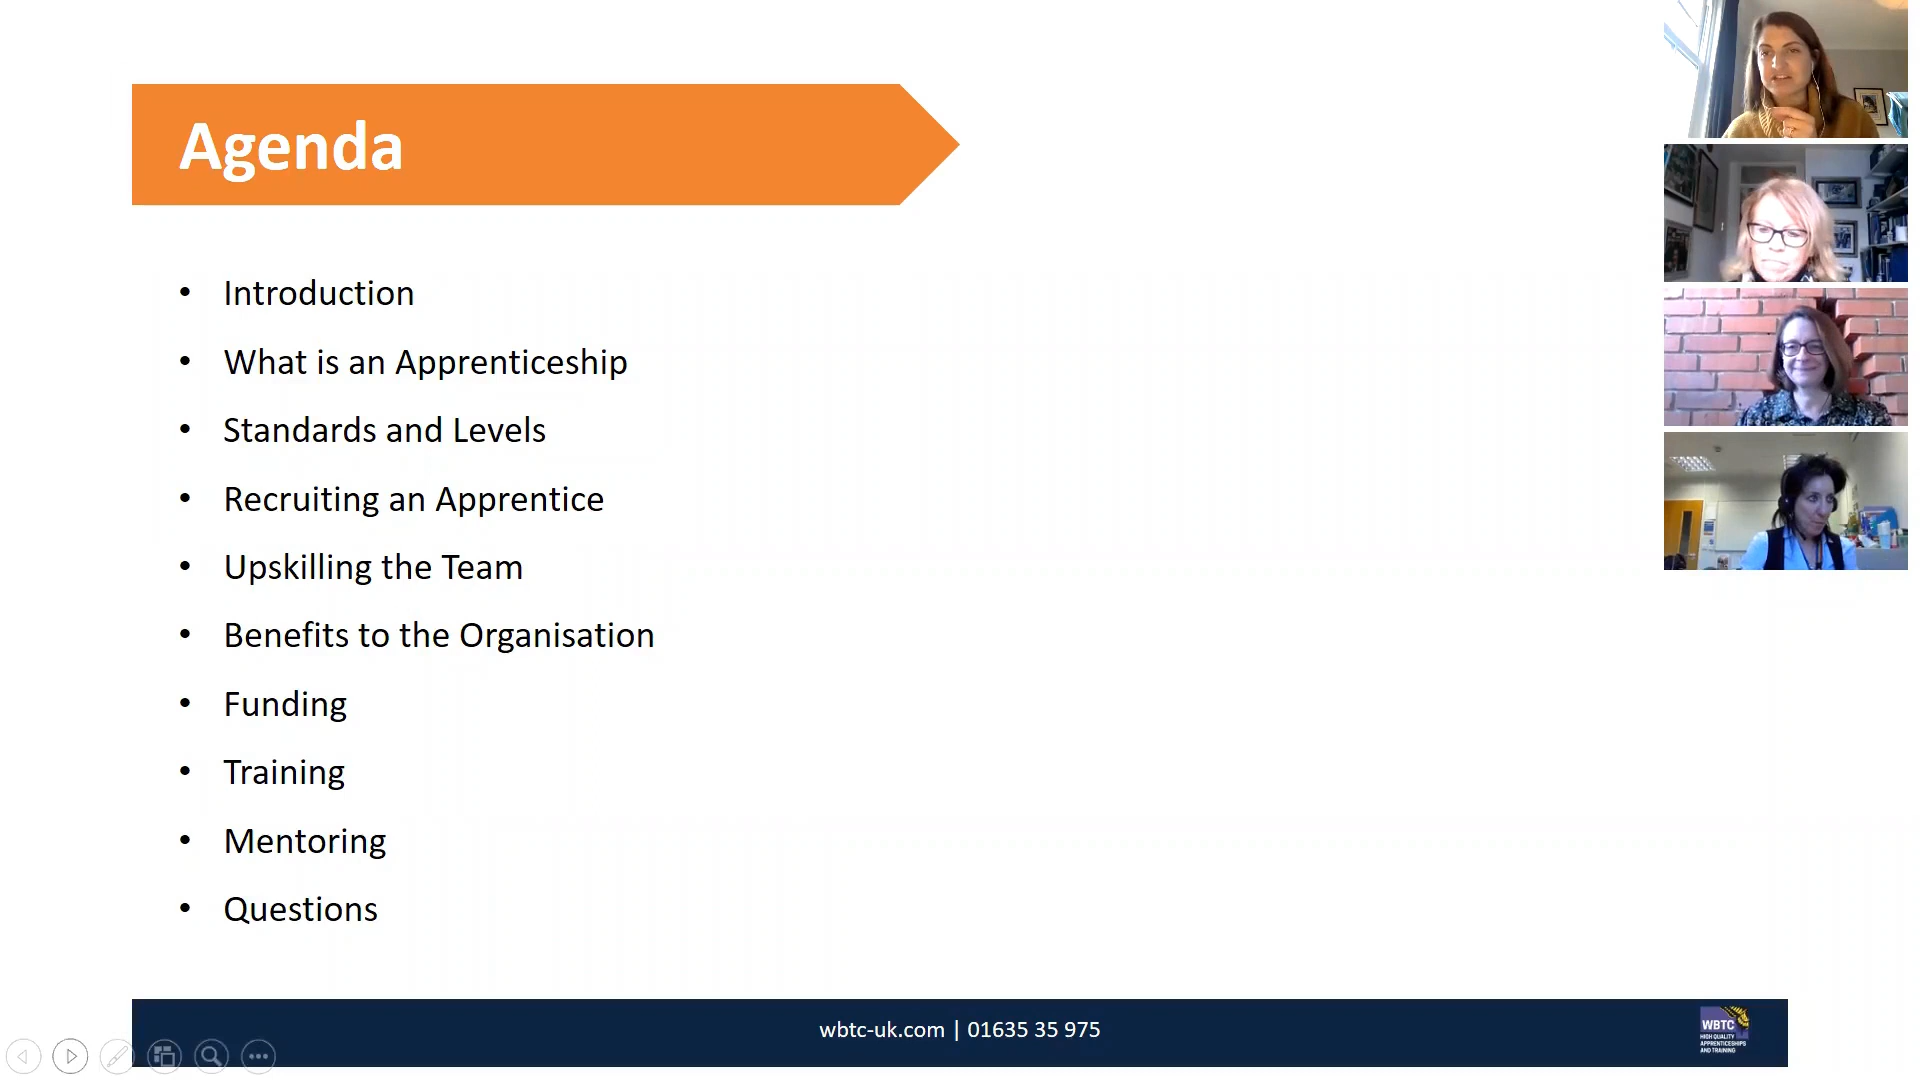 Agenda
• Introduction
• What is an Apprenticeship
• Standards and Levels
• Recruiting an Apprentice
• Upskilling the Team
• Benefits to the Organisation
• Funding
• Training
• Mentoring
• Questions
wbtc-uk.com | 01635 35 975
WBTC
HIGH QUALITY
APPRENTICESHIPS
AND TRAINING